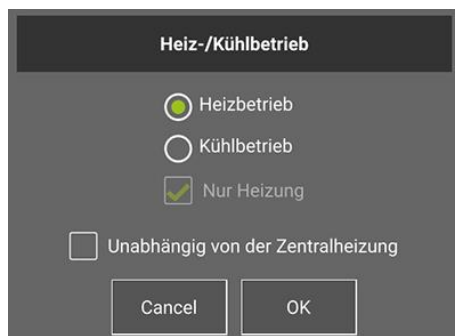 Heiz-/Kühlbetrieb
Heizbetrieb
Kühlbetrieb
Nur Heizung
Unabhängig von der Zentralheizung
Cancel OK